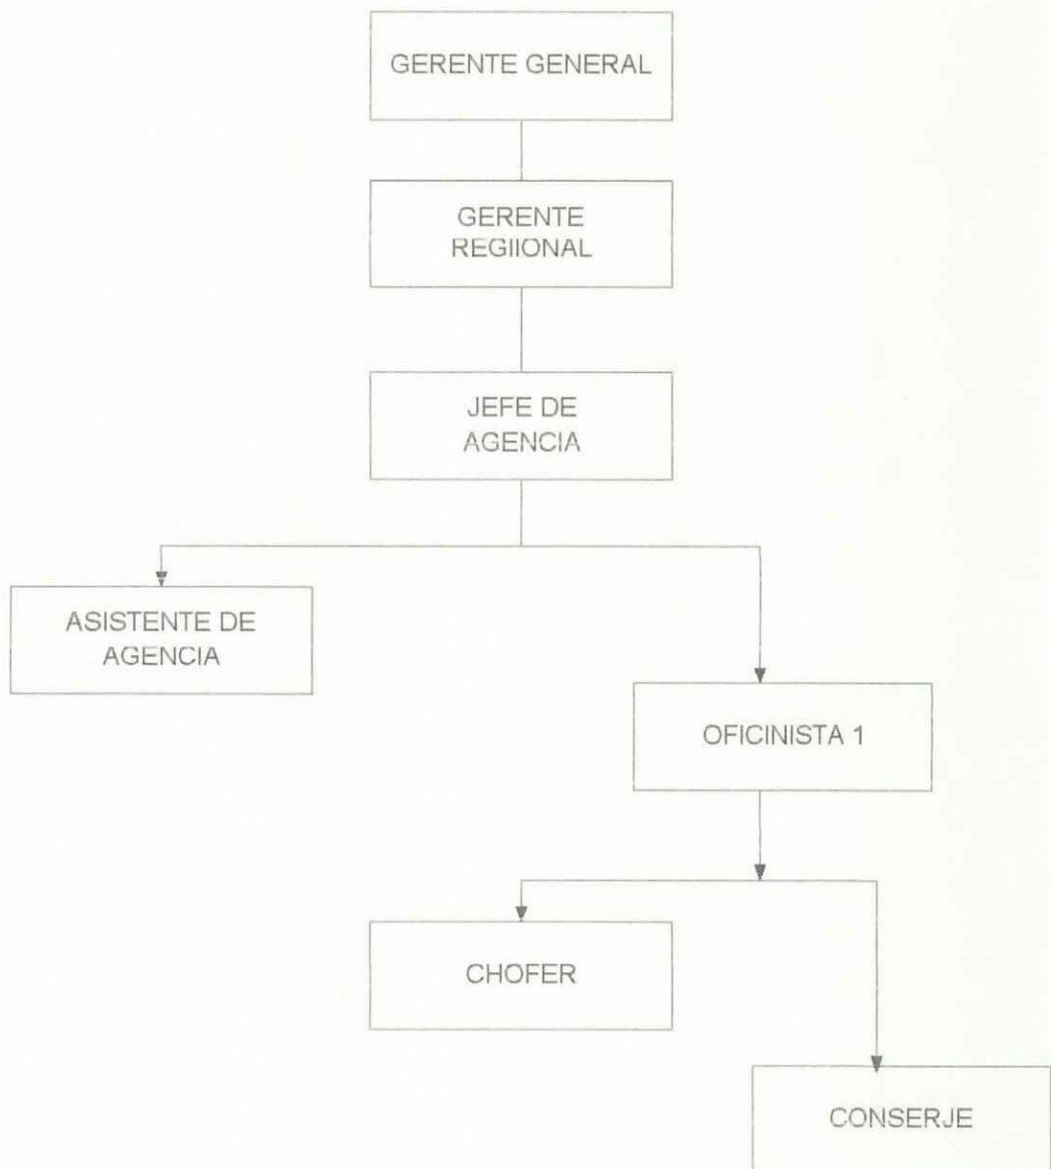 GERENTE GENERAL
GERENTE
REGIIONAL
JEFE DE
AGENCIA
ASISTENTE DE
AGENCIA
OFICINISTA 1
CHOFER
CONSERJE